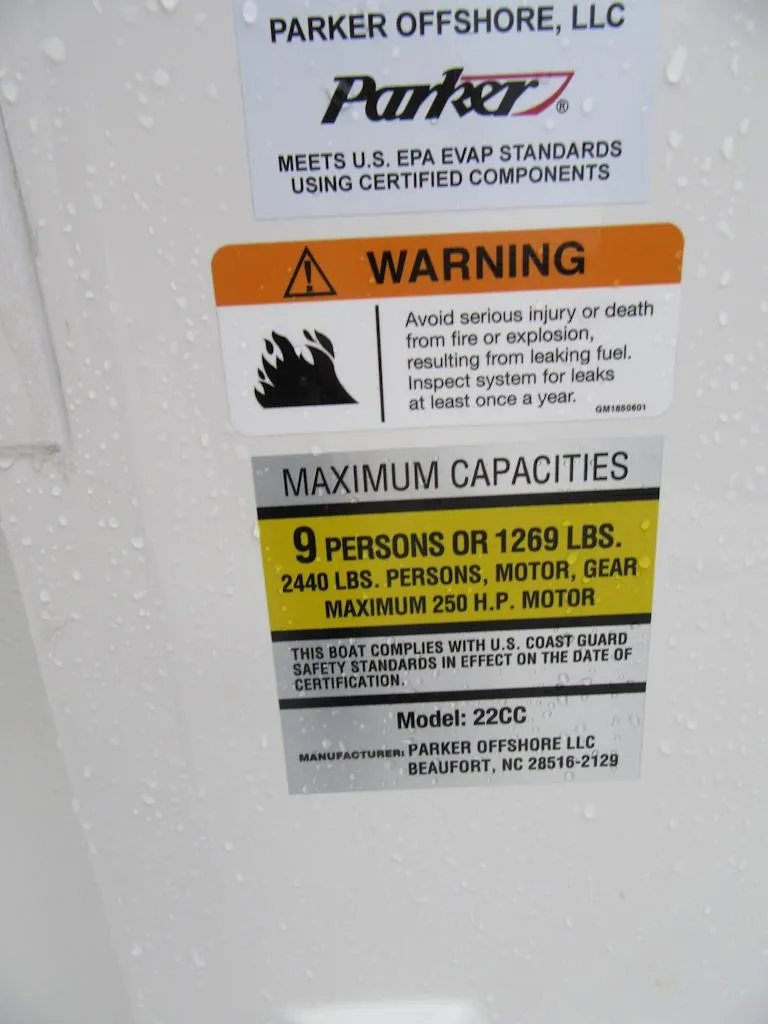 PARKER OFFSHORE, LLC
Parker®
MEETS U.S. EPA EVAP STANDARDS
USING CERTIFIED COMPONENTS
WARNING
Avoid serious injury or death
from fire or explosion,
resulting from leaking fuel.
Inspect system for leaks
at least once a year.
GM1850601
MAXIMUM CAPACITIES
9 PERSONS OR 1269 LBS.
2440 LBS. PERSONS, MOTOR, GEAR
MAXIMUM 250 H.P. MOTOR
THIS BOAT COMPLIES WITH U.S. COAST GUARD
SAFETY STANDARDS IN EFFECT ON THE DATE OF
CERTIFICATION.
Model: 22CC
MANUFACTURER: PARKER OFFSHORE LLC
BEAUFORT, NC 28516-2129